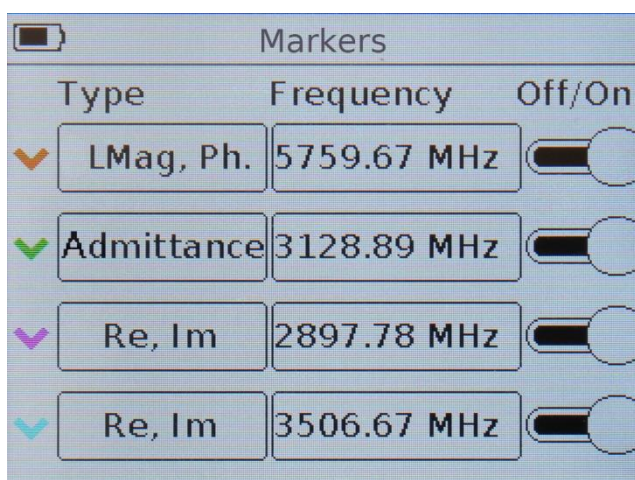 Markers
Type Frequency Off/On
LMag, Ph. 5759.67 MHz
Admittance 3128.89 MHz
Re, Im 2897.78 MHz
Re, Im 3506.67 MHz